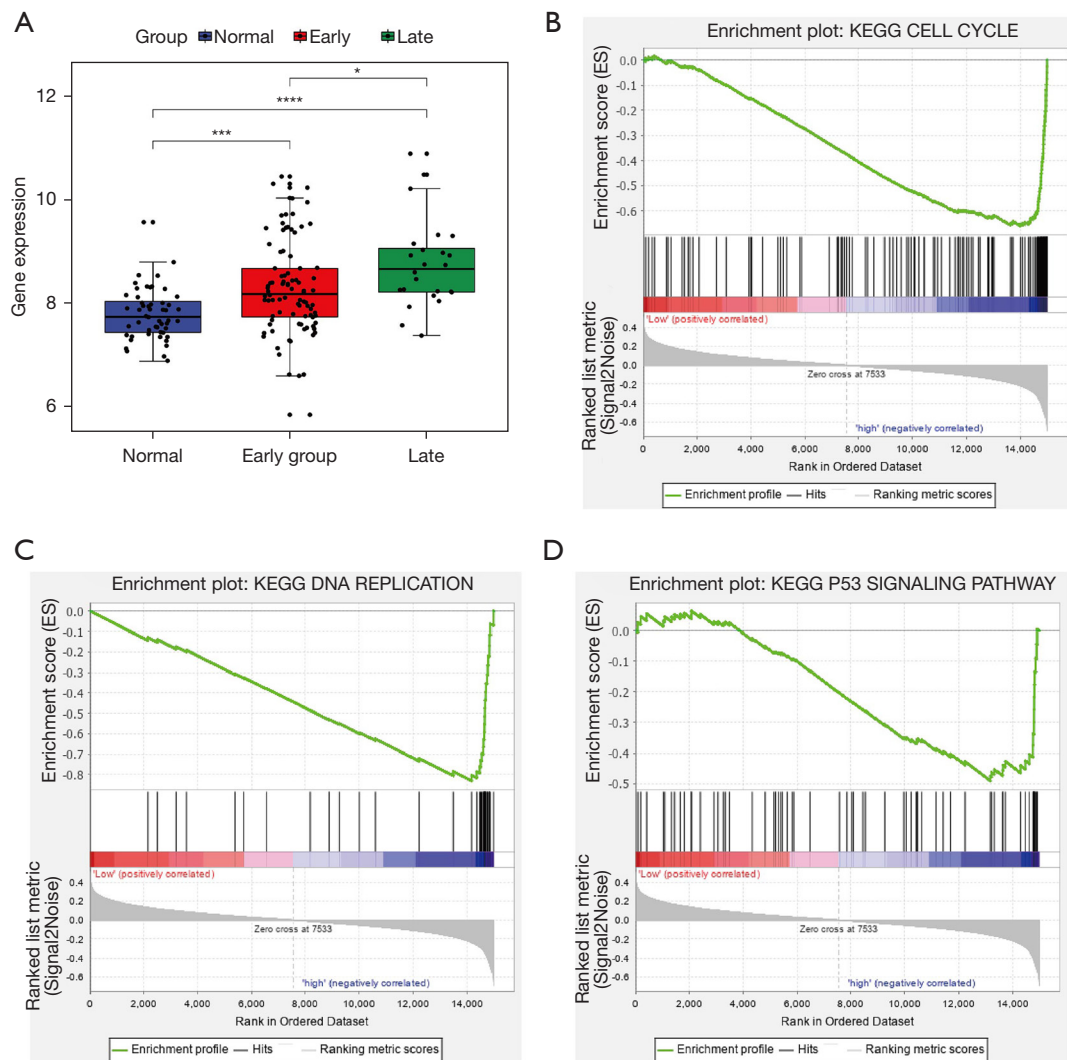 A
Group Normal Early Late
Gene expression
12
10
8
6
*
****
***
Normal Early group Late
B
Enrichment plot: KEGG CELL CYCLE
Enrichment score (ES)
0.0
-0.1
-0.2
-0.3
-0.4
-0.5
-0.6
'Low' (positively correlated)
Ranked list metric
(Signal2Noise)
0.4
0.2
0.0
-0.2
-0.4
-0.6
Zero cross at 7533
'high' (negatively correlated)
0 2,000 4,000 6,000 8,000 10,000 12,000 14,000
Rank in Ordered Dataset
Enrichment profile Hits Ranking metric scores
C
Enrichment plot: KEGG DNA REPLICATION
Enrichment score (ES)
0.0
-0.1
-0.2
-0.3
-0.4
-0.5
-0.6
-0.7
-0.8
'Low' (positively correlated)
Ranked list metric
(Signal2Noise)
0.4
0.2
0.0
-0.2
-0.4
-0.6
Zero cross at 7533
'high' (negatively correlated)
0 2,000 4,000 6,000 8,000 10,000 12,000 14,000
Rank in Ordered Dataset
Enrichment profile Hits Ranking metric scores
D
Enrichment plot: KEGG P53 SIGNALING PATHWAY
Enrichment score (ES)
0.0
-0.1
-0.2
-0.3
-0.4
-0.5
'Low' (positively correlated)
Ranked list metric
(Signal2Noise)
0.4
0.2
0.0
-0.2
-0.4
-0.6
Zero cross at 7533
'high' (negatively correlated)
0 2,000 4,000 6,000 8,000 10,000 12,000 14,000
Rank in Ordered Dataset
Enrichment profile Hits Ranking metric scores